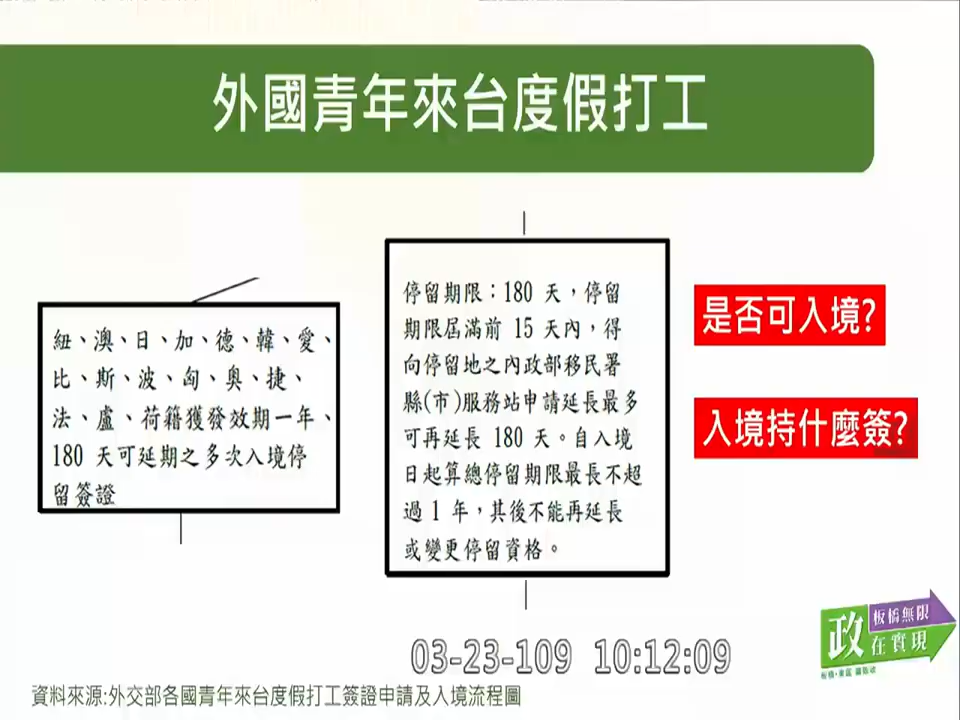 外國青年來台度假打工
紐、澳、日、加、德、韓、愛、
比、斯、波、匈、奧、捷、
法、盧、荷籍獲發效期一年、
180 天可延期之多次入境停
留簽證
停留期限：180 天，停留
期限屆滿前 15 天內，得
向停留地之內政部移民署
縣(市)服務站申請延長最多
可再延長 180 天。自入境
日起算總停留期限最長不超
過 1 年，其後不能再延長
或變更停留資格。
是否可入境?
入境持什麼簽?
政
板橋無限
在實現
03-23-109 10:12:09
資料來源:外交部各國青年來台度假打工簽證申請及入境流程圖